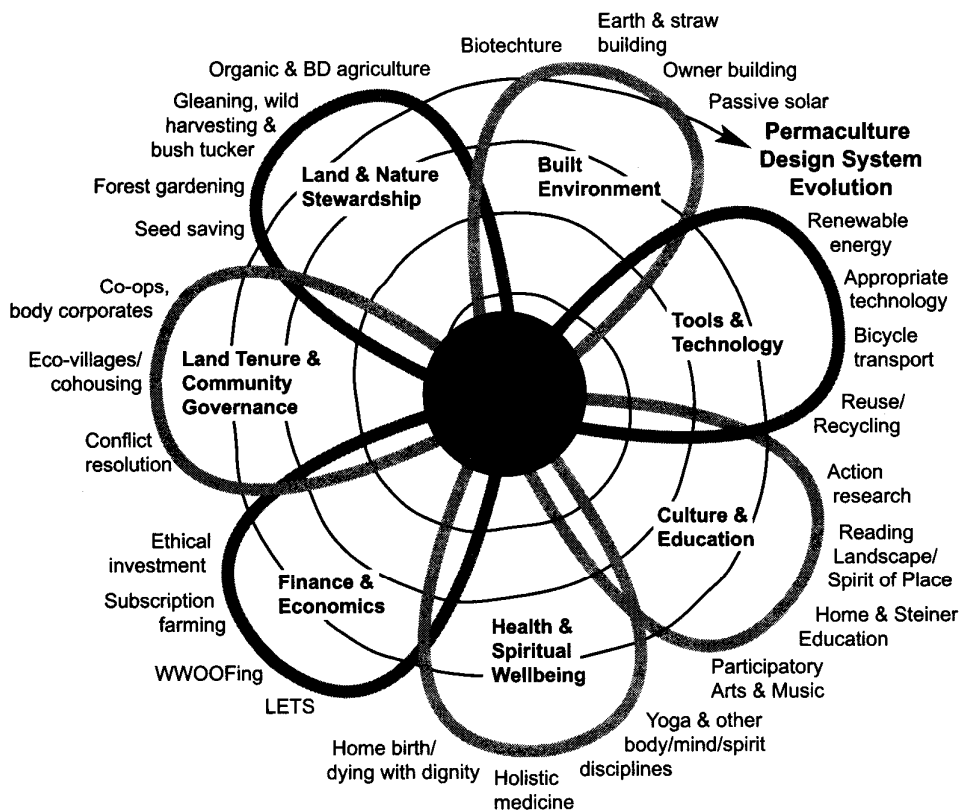 Earth & straw
building
Biotechture
Owner building
Passive solar
Permaculture
Design System
Evolution
Organic & BD agriculture
Gleaning, wild
harvesting &
bush tucker
Forest gardening
Seed saving
Land & Nature
Stewardship
Built
Environment
Renewable
energy
Appropriate
technology
Bicycle
transport
Reuse/
Recycling
Tools &
Technology
Co-ops,
body corporates
Eco-villages/
cohousing
Conflict
resolution
Land Tenure &
Community
Governance
Action
research
Reading
Landscape/
Spirit of Place
Home & Steiner
Education
Participatory
Arts & Music
Culture &
Education
Ethical
investment
Subscription
farming
WWOOFing
LETS
Finance &
Economics
Health &
Spiritual
Wellbeing
Home birth/
dying with dignity
Holistic
medicine
Yoga & other
body/mind/spirit
disciplines